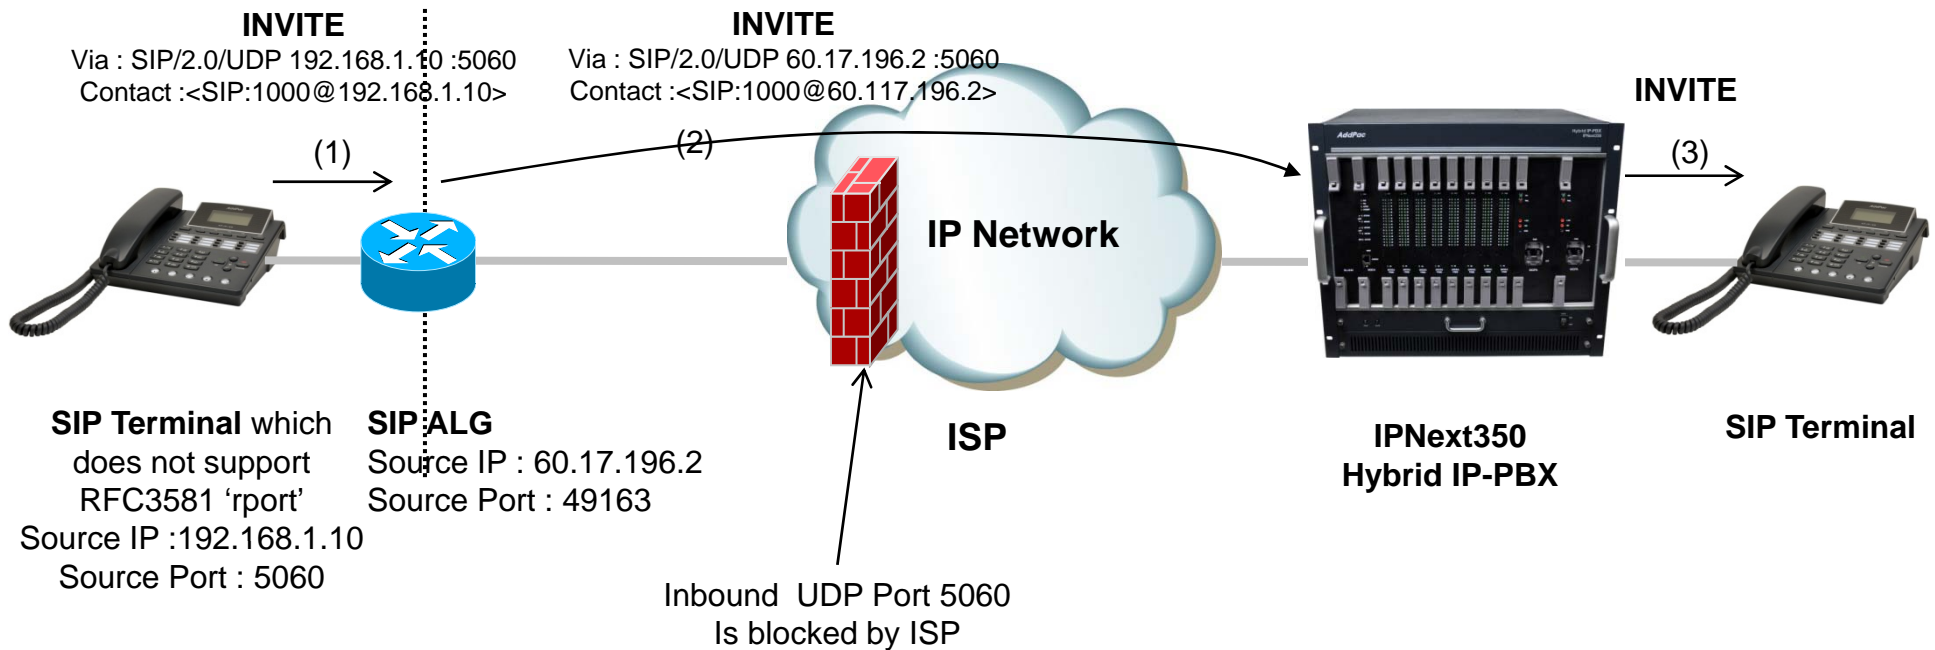 INVITE
Via : SIP/2.0/UDP 192.168.1.10 :5060
Contact :<SIP:1000@192.168.1.10>
INVITE
Via : SIP/2.0/UDP 60.17.196.2 :5060
Contact :<SIP:1000@60.117.196.2>
INVITE
(1)
(2)
(3)
AddPac
Hybrid IP-PBX
IP Network
SIP Terminal which
does not support
RFC3581 ‘rport’
Source IP :192.168.1.10
Source Port : 5060
SIP ALG
Source IP : 60.17.196.2
Source Port : 49163
ISP
IPNext350
Hybrid IP-PBX
SIP Terminal
Inbound UDP Port 5060
Is blocked by ISP